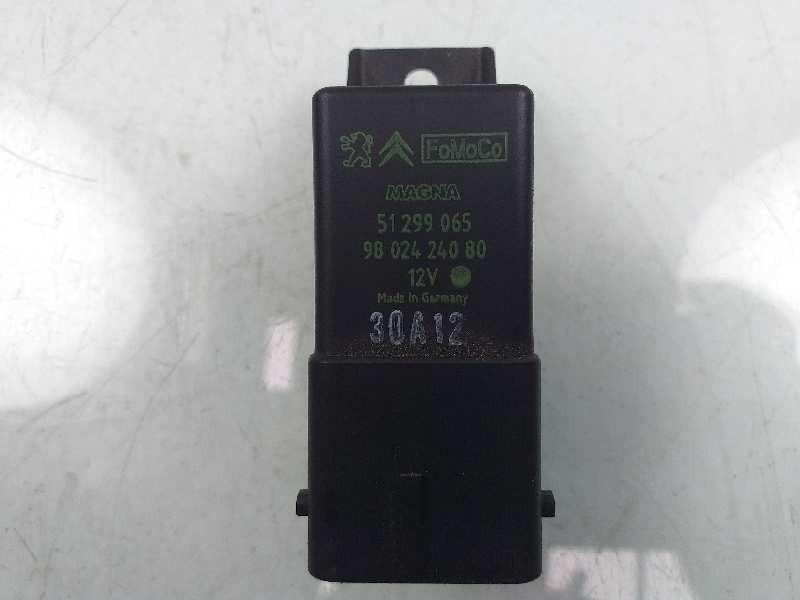 FoMoCo
MAGNA
51 299 065
98 024 240 80
12V
Made in Germany
30A12